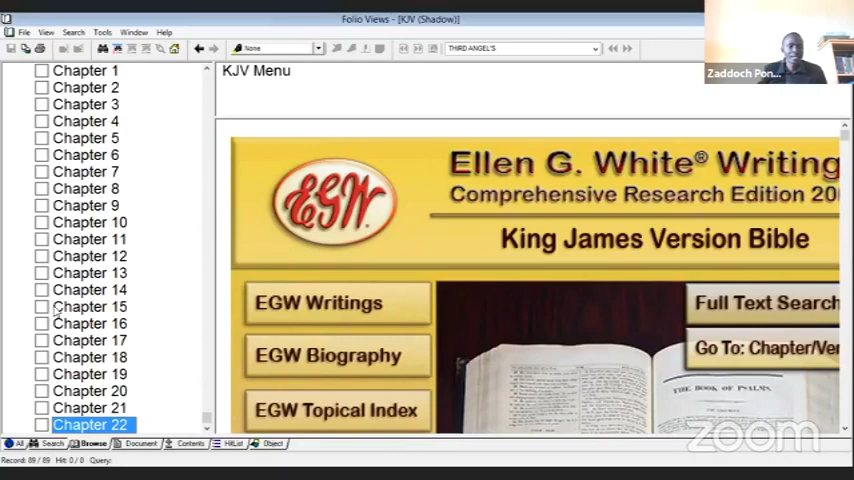 Folio Views - [KJV (Shadow)]
File View Search Tools Window Help
None
THIRD ANGEL'S
Zaddoch Pon...
Chapter 1
Chapter 2
Chapter 3
Chapter 4
Chapter 5
Chapter 6
Chapter 7
Chapter 8
Chapter 9
Chapter 10
Chapter 11
Chapter 12
Chapter 13
Chapter 14
Chapter 15
Chapter 16
Chapter 17
Chapter 18
Chapter 19
Chapter 20
Chapter 21
Chapter 22
KJV Menu
EGW
Ellen G. White® Writing
Comprehensive Research Edition 20
King James Version Bible
EGW Writings
EGW Biography
EGW Topical Index
Full Text Search
Go To: Chapter/Ver
THE BOOK OF PSALMS.
zoom
All Search Browse Document Contents HitList Object
Record: 89 / 89 Hit: 0 / 0 Query: